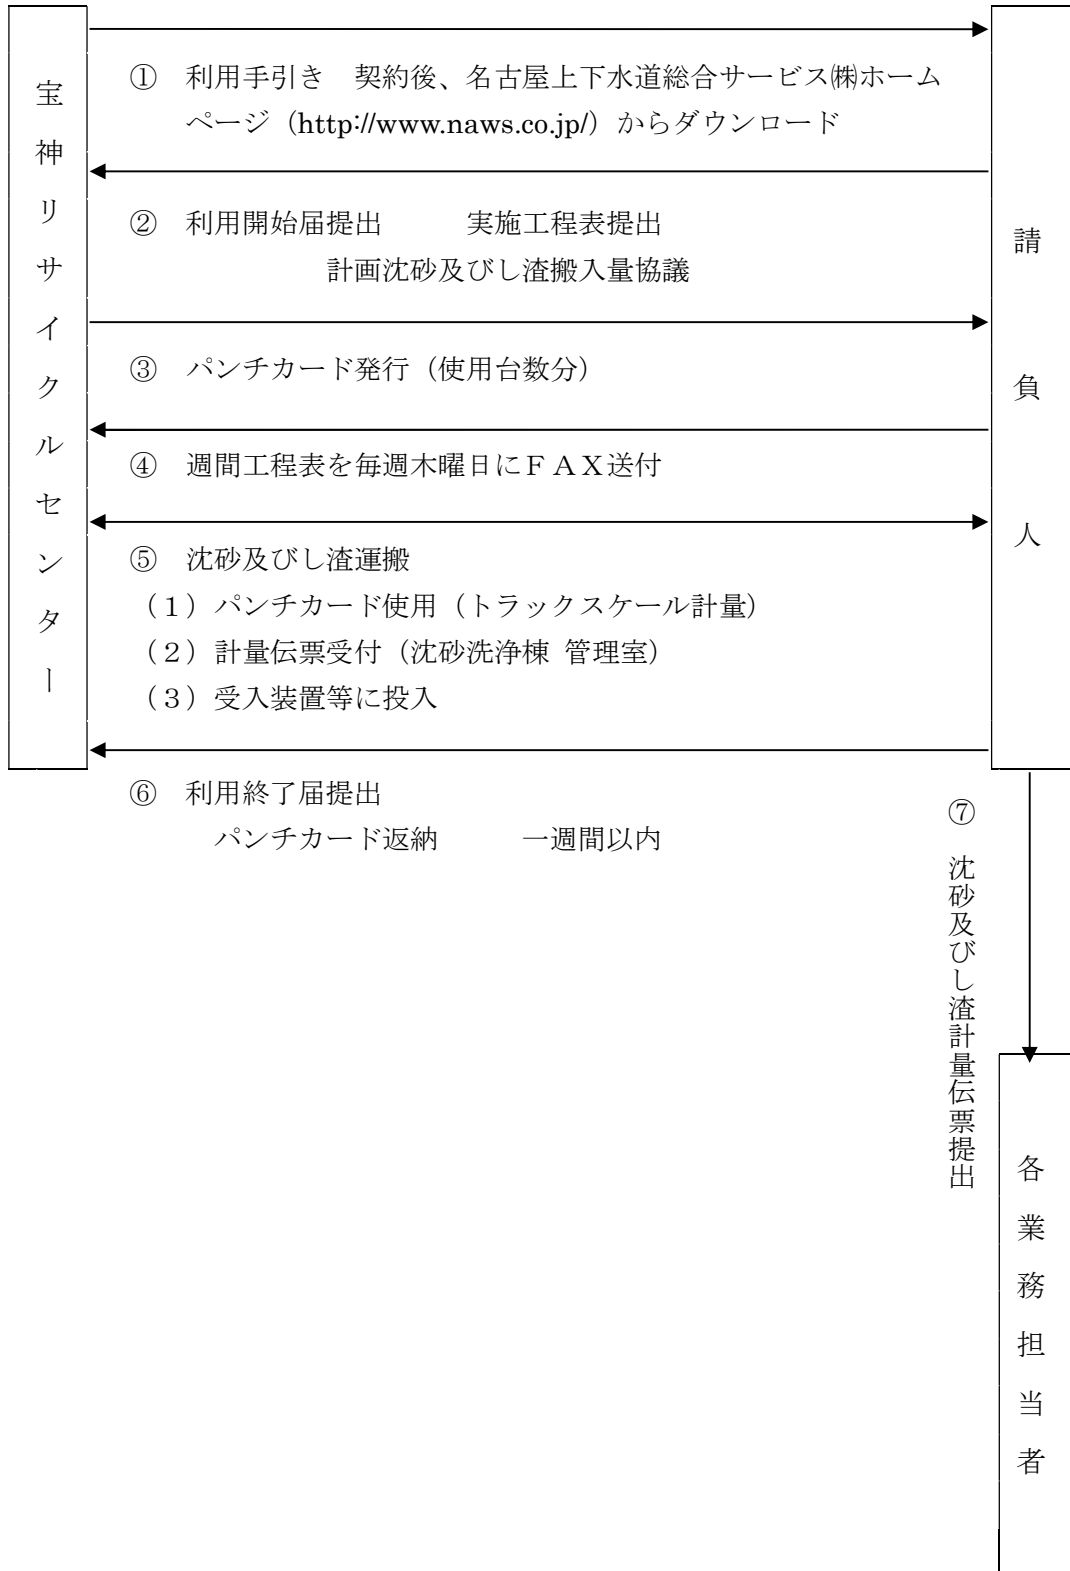 宝神リサイクルセンター
① 利用手引き 契約後、名古屋上下水道総合サービス㈱ホーム
ページ（http://www.naws.co.jp/）からダウンロード
② 利用開始届提出 実施工程表提出
計画沈砂及びし渣搬入量協議
③ パンチカード発行（使用台数分）
④ 週間工程表を毎週木曜日にＦＡＸ送付
⑤ 沈砂及びし渣運搬
（１）パンチカード使用（トラックスケール計量）
（２）計量伝票受付（沈砂洗浄棟 管理室）
（３）受入装置等に投入
⑥ 利用終了届提出
パンチカード返納 一週間以内
請負人
⑦ 沈砂及びし渣計量伝票提出
各業務担当者